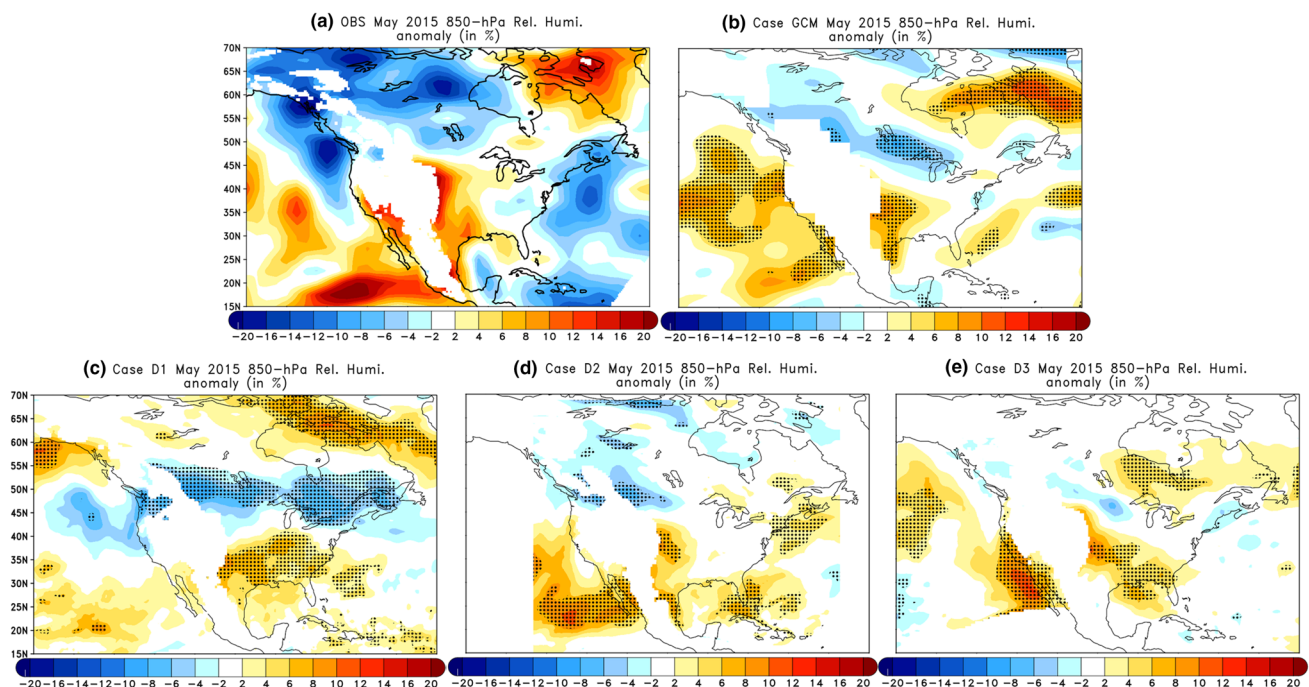 (a) OBS May 2015 850-hPa Rel. Humi.
anomaly (in %)
70N
65N
60N
55N
50N
45N
40N
35N
30N
25N
20N
15N
-20 -16 -14 -10 -8 -6 -4 -2 2 4 6 8 10 12 14 16 20
(b) Case GCM May 2015 850-hPa Rel. Humi.
anomaly (in %)
-20 -16 -14 -10 -8 -6 -4 -2 2 4 6 8 10 12 14 16 20
(c) Case D1 May 2015 850-hPa Rel. Humi.
anomaly (in %)
70N
65N
60N
55N
50N
45N
40N
35N
30N
25N
20N
15N
-20 -16 -14 -10 -8 -6 -4 -2 2 4 6 8 10 12 14 16 20
(d) Case D2 May 2015 850-hPa Rel. Humi.
anomaly (in %)
-20 -16 -14 -10 -8 -6 -4 -2 2 4 6 8 10 12 14 16 20
(e) Case D3 May 2015 850-hPa Rel. Humi.
anomaly (in %)
-20 -16 -14 -10 -8 -6 -4 -2 2 4 6 8 10 12 14 16 20